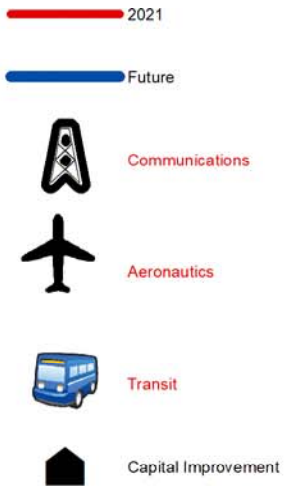 2021
Future
Communications
Aeronautics
Transit
Capital Improvement